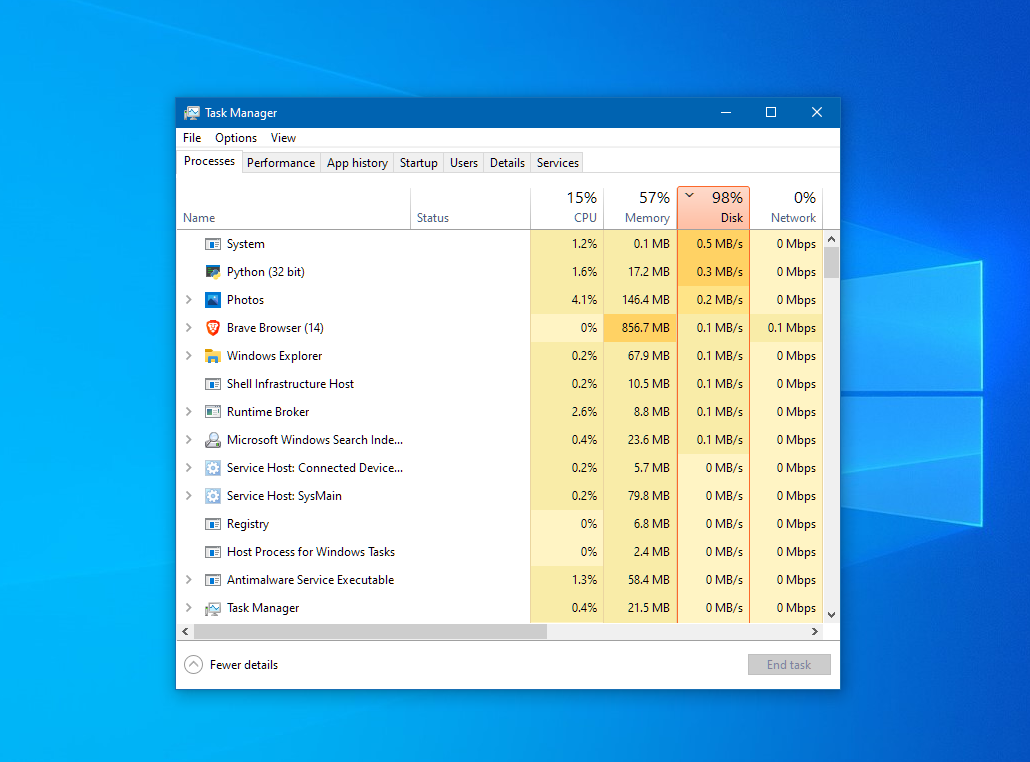 Task Manager
File Options View
Processes Performance App history Startup Users Details Services
15% 57% 98% 0%
Name Status CPU Memory Disk Network
System 1.2% 0.1 MB 0.5 MB/s 0 Mbps
Python (32 bit) 1.6% 17.2 MB 0.3 MB/s 0 Mbps
Photos 4.1% 146.4 MB 0.2 MB/s 0 Mbps
Brave Browser (14) 0% 856.7 MB 0.1 MB/s 0.1 Mbps
Windows Explorer 0.2% 67.9 MB 0.1 MB/s 0 Mbps
Shell Infrastructure Host 0.2% 10.5 MB 0.1 MB/s 0 Mbps
Runtime Broker 2.6% 8.8 MB 0.1 MB/s 0 Mbps
Microsoft Windows Search Inde... 0.4% 23.6 MB 0.1 MB/s 0 Mbps
Service Host: Connected Device... 0.2% 5.7 MB 0 MB/s 0 Mbps
Service Host: SysMain 0.2% 79.8 MB 0 MB/s 0 Mbps
Registry 0% 6.8 MB 0 MB/s 0 Mbps
Host Process for Windows Tasks 0% 2.4 MB 0 MB/s 0 Mbps
Antimalware Service Executable 1.3% 58.4 MB 0 MB/s 0 Mbps
Task Manager 0.4% 21.5 MB 0 MB/s 0 Mbps
Fewer details End task